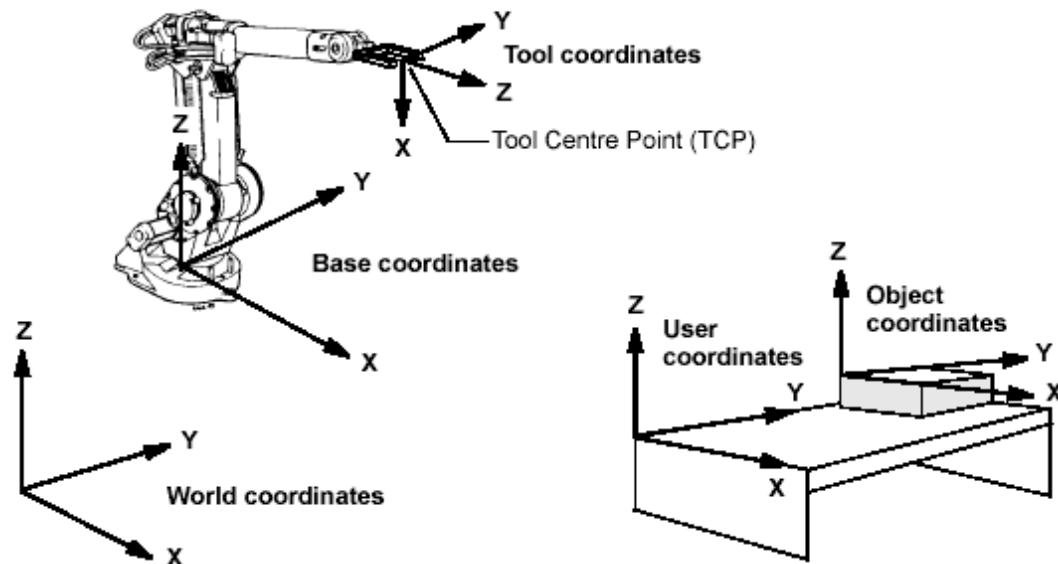 Y
Tool coordinates
Z
X
Tool Centre Point (TCP)
Z
Y
Base coordinates
X
Z
Y
World coordinates
X
Z
Object
coordinates
Z
User
coordinates
Y
X
Y
X